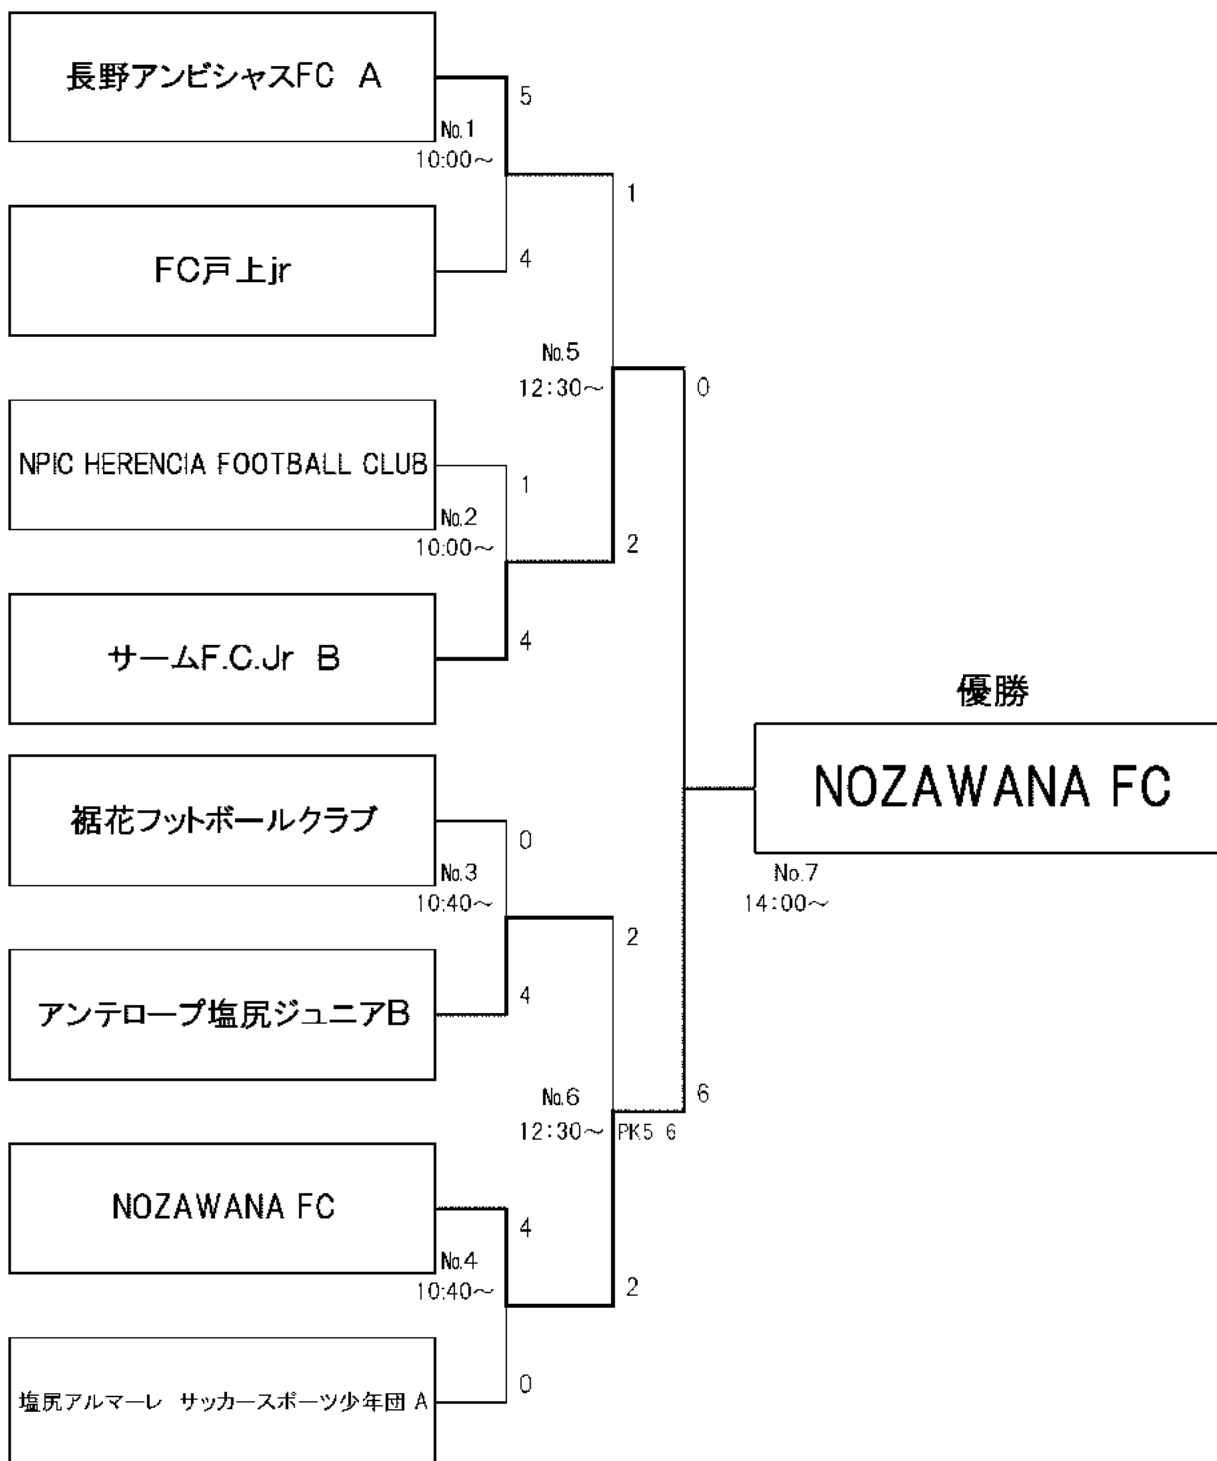 長野アンビシャスFC A
5
No.1
10:00～
1
FC戸上jr
4
No.5
12:30～
0
NPIC HERENCIA FOOTBALL CLUB
1
No.2
10:00～
2
サームF.C.Jr B
4
優勝
NOZAWANA FC
裾花フットボールクラブ
0
No.3
10:40～
No.7
14:00～
2
アンテロープ塩尻ジュニアB
4
No.6
12:30～
PK5 6
6
NOZAWANA FC
4
No.4
10:40～
2
塩尻アルマーレ サッカースポーツ少年団 A
0